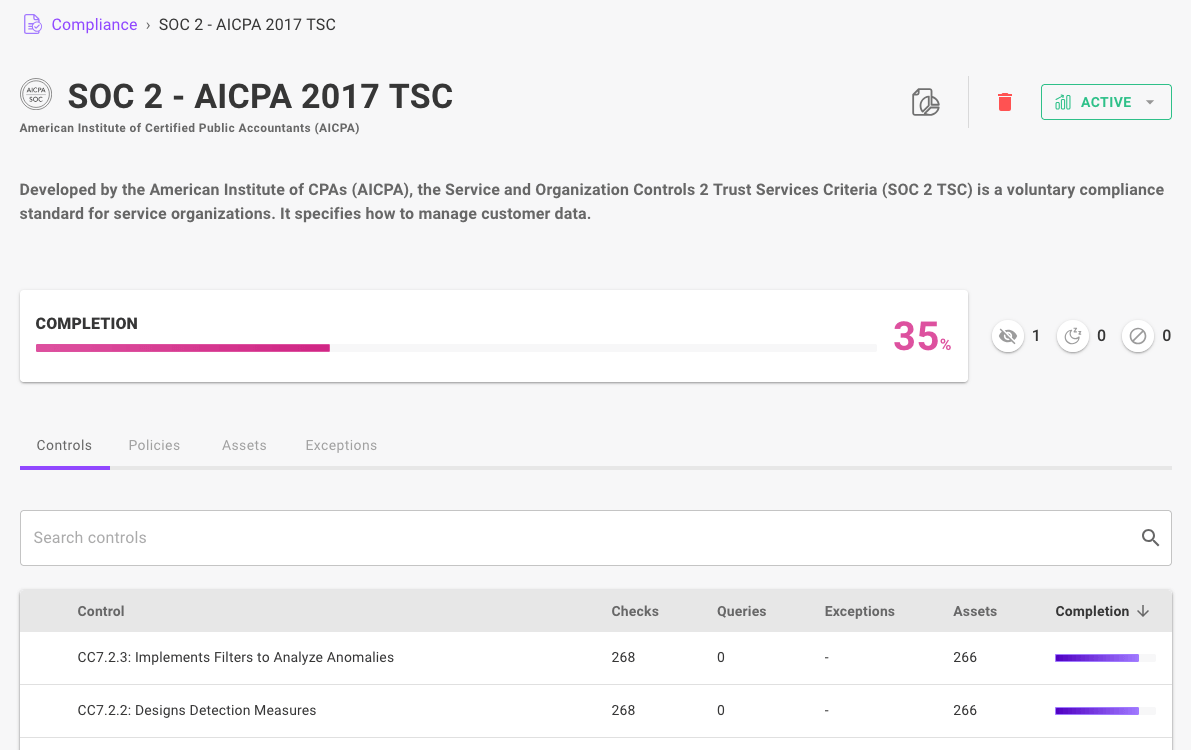 Compliance › SOC 2 - AICPA 2017 TSC
AICPA
SOC
SOC 2 - AICPA 2017 TSC
American Institute of Certified Public Accountants (AICPA)
ACTIVE
Developed by the American Institute of CPAs (AICPA), the Service and Organization Controls 2 Trust Services Criteria (SOC 2 TSC) is a voluntary compliance
standard for service organizations. It specifies how to manage customer data.
COMPLETION
35%
1 0 0
Controls Policies Assets Exceptions
Search controls
Control Checks Queries Exceptions Assets Completion
CC7.2.3: Implements Filters to Analyze Anomalies 268 0 - 266
CC7.2.2: Designs Detection Measures 268 0 - 266